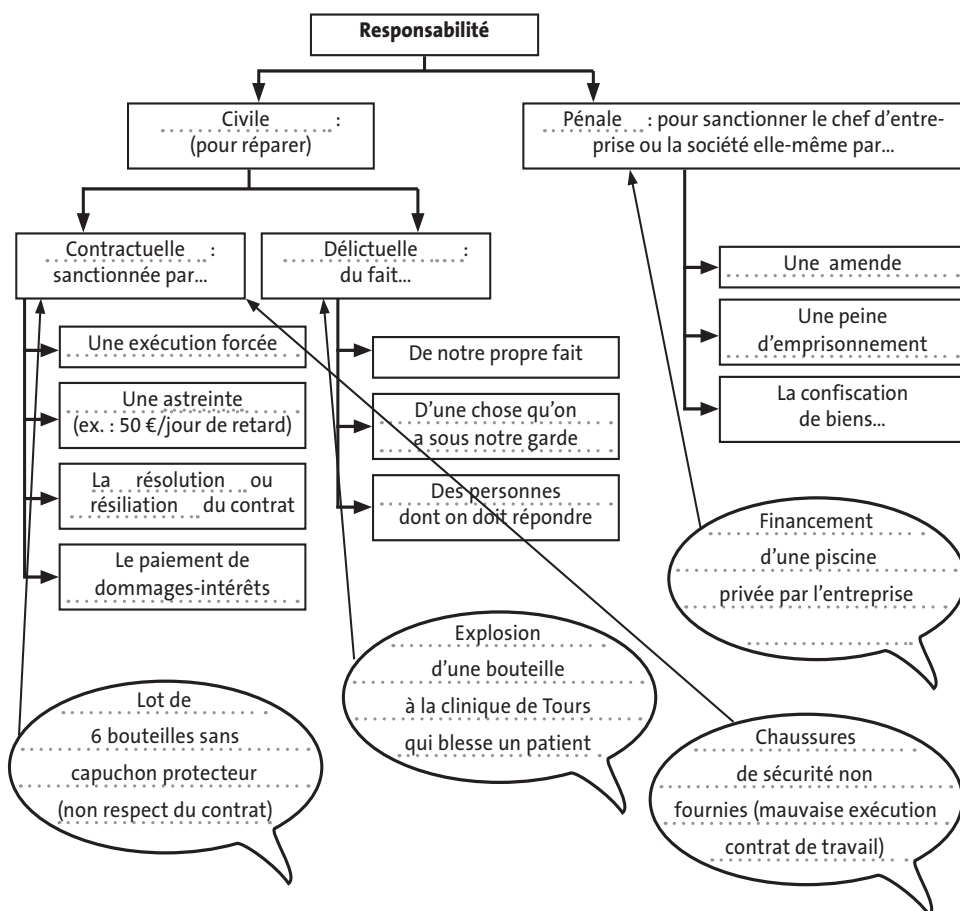 Responsabilité
Civile :
(pour réparer)
Pénale : pour sanctionner le chef d'entre-
prise ou la société elle-même par...
Contractuelle :
sanctionnée par...
Délictuelle :
du fait...
Une exécution forcée
Une astreinte
(ex. : 50 €/jour de retard)
La résolution ou
résiliation du contrat
Le paiement de
dommages-intérêts
De notre propre fait
D'une chose qu'on
a sous notre garde
Des personnes
dont on doit répondre
Une amende
Une peine
d'emprisonnement
La confiscation
de biens...
Lot de
6 bouteilles sans
capuchon protecteur
(non respect du contrat)
Explosion
d'une bouteille
à la clinique de Tours
qui blesse un patient
Financement
d'une piscine
privée par l'entreprise
Chaussures
de sécurité non
fournies (mauvaise exécution
contrat de travail)